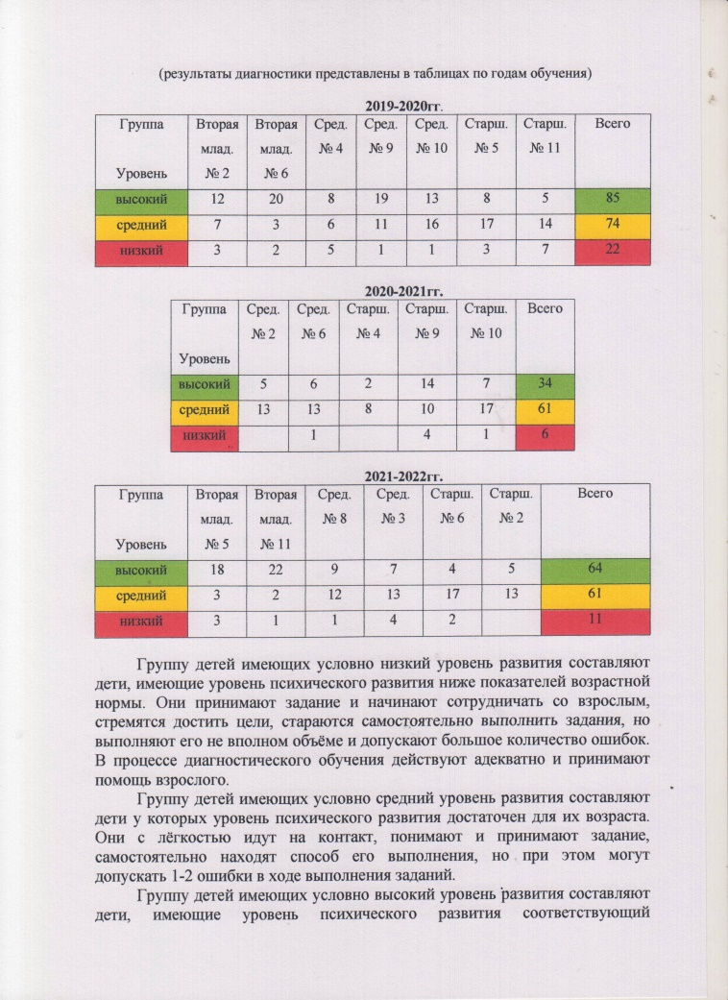 (результаты диагностики представлены в таблицах по годам обучения)
2019-2020гг.
Группа Вторая Вторая Сред. Сред. Сред. Старш. Старш. Всего
млад. млад. № 4 № 9 № 10 № 5 № 11
Уровень № 2 № 6
высокий 12 20 8 19 13 8 5 85
средний 7 3 6 11 16 17 14 74
низкий 3 2 5 1 1 3 7 22
2020-2021гг.
Группа Сред. Сред. Старш. Старш. Старш. Всего
№ 2 № 6 № 4 № 9 № 10
Уровень
высокий 5 6 2 14 7 34
средний 13 13 8 10 17 61
низкий 1 4 1 6
2021-2022гг.
Группа Вторая Вторая Сред. Сред. Старш. Старш. Всего
млад. млад. № 8 № 3 № 6 № 2
Уровень № 5 № 11
высокий 18 22 9 7 4 5 64
средний 3 2 12 13 17 13 61
низкий 3 1 1 4 2 11
Группу детей имеющих условно низкий уровень развития составляют
дети, имеющие уровень психического развития ниже показателей возрастной
нормы. Они принимают задание и начинают сотрудничать со взрослым,
стремятся достить цели, стараются самостоятельно выполнить задания, но
выполняют его не вполном объёме и допускают большое количество ошибок.
В процессе диагностического обучения действуют адекватно и принимают
помощь взрослого.
Группу детей имеющих условно средний уровень развития составляют
дети у которых уровень психического развития достаточен для их возраста.
Они с лёгкостью идут на контакт, понимают и принимают задание,
самостоятельно находят способ его выполнения, но при этом могут
допускать 1-2 ошибки в ходе выполнения заданий.
Группу детей имеющих условно высокий уровень развития составляют
дети, имеющие уровень психического развития соответствующий